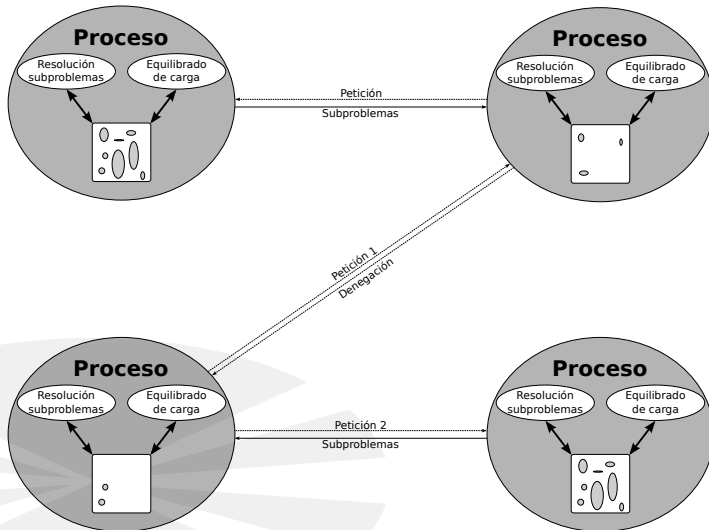 Proceso
Resolución
subproblemas
Equilibrado
de carga
Proceso
Resolución
subproblemas
Equilibrado
de carga
Petición
Subproblemas
Petición 1
Denegación
Proceso
Resolución
subproblemas
Equilibrado
de carga
Proceso
Resolución
subproblemas
Equilibrado
de carga
Petición 2
Subproblemas